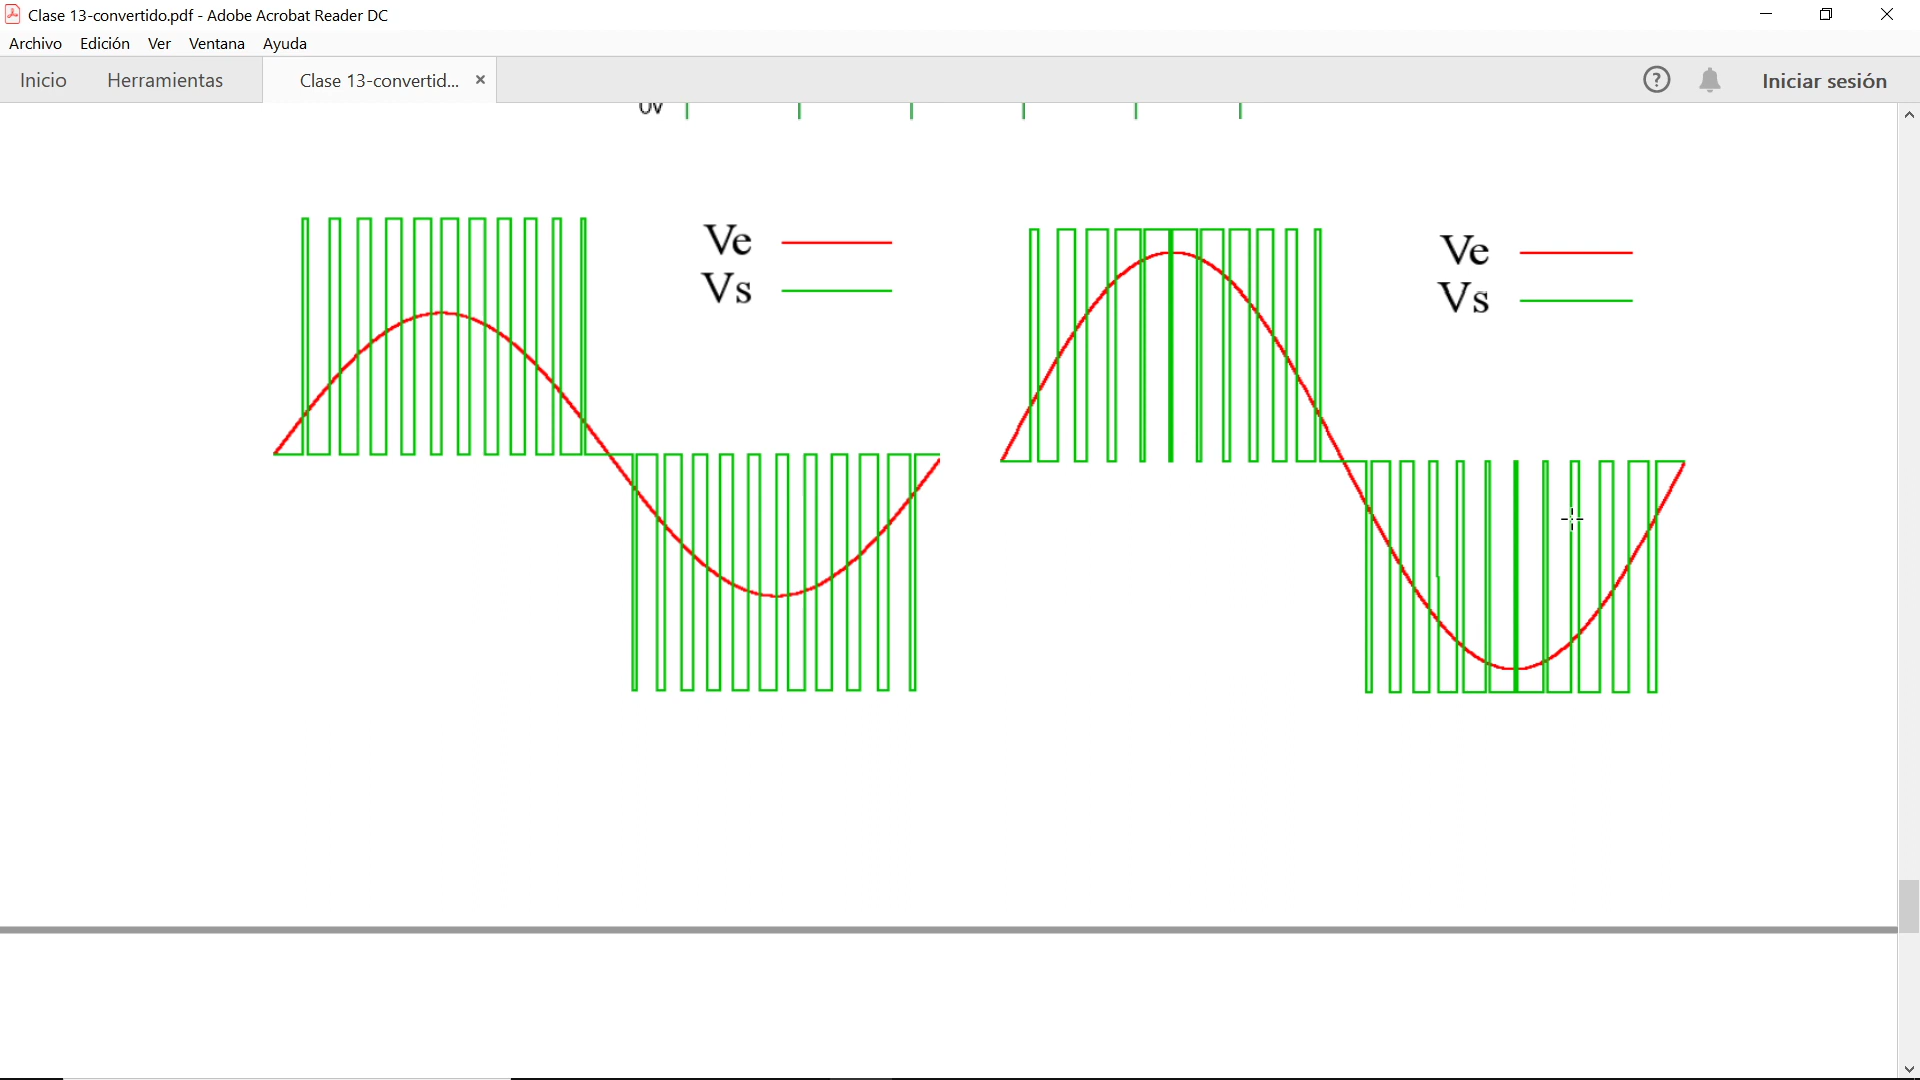 Clase 13-convertido.pdf - Adobe Acrobat Reader DC
Archivo Edición Ver Ventana Ayuda
Inicio Herramientas Clase 13-convertid... × ? Iniciar sesión
0V
Ve
Vs
Ve
Vs